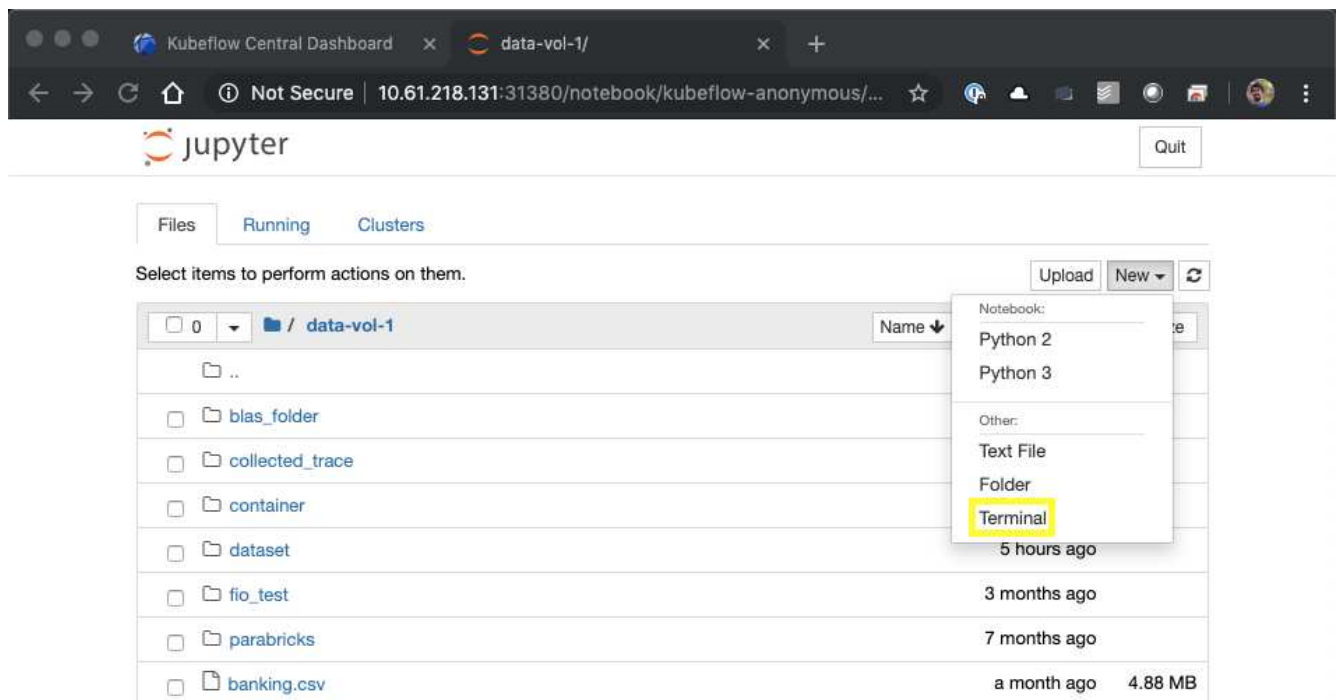 Kubeflow Central Dashboard
data-vol-1/
Not Secure | 10.61.218.131:31380/notebook/kubeflow-anonymous/...
jupyter
Quit
Files Running Clusters
Select items to perform actions on them.
Upload New
0 / data-vol-1 Name
Notebook:
Python 2
Python 3
Other:
Text File
Folder
Terminal
..
blas_folder
collected_trace
container
dataset 5 hours ago
fio_test 3 months ago
parabricks 7 months ago
banking.csv a month ago 4.88 MB